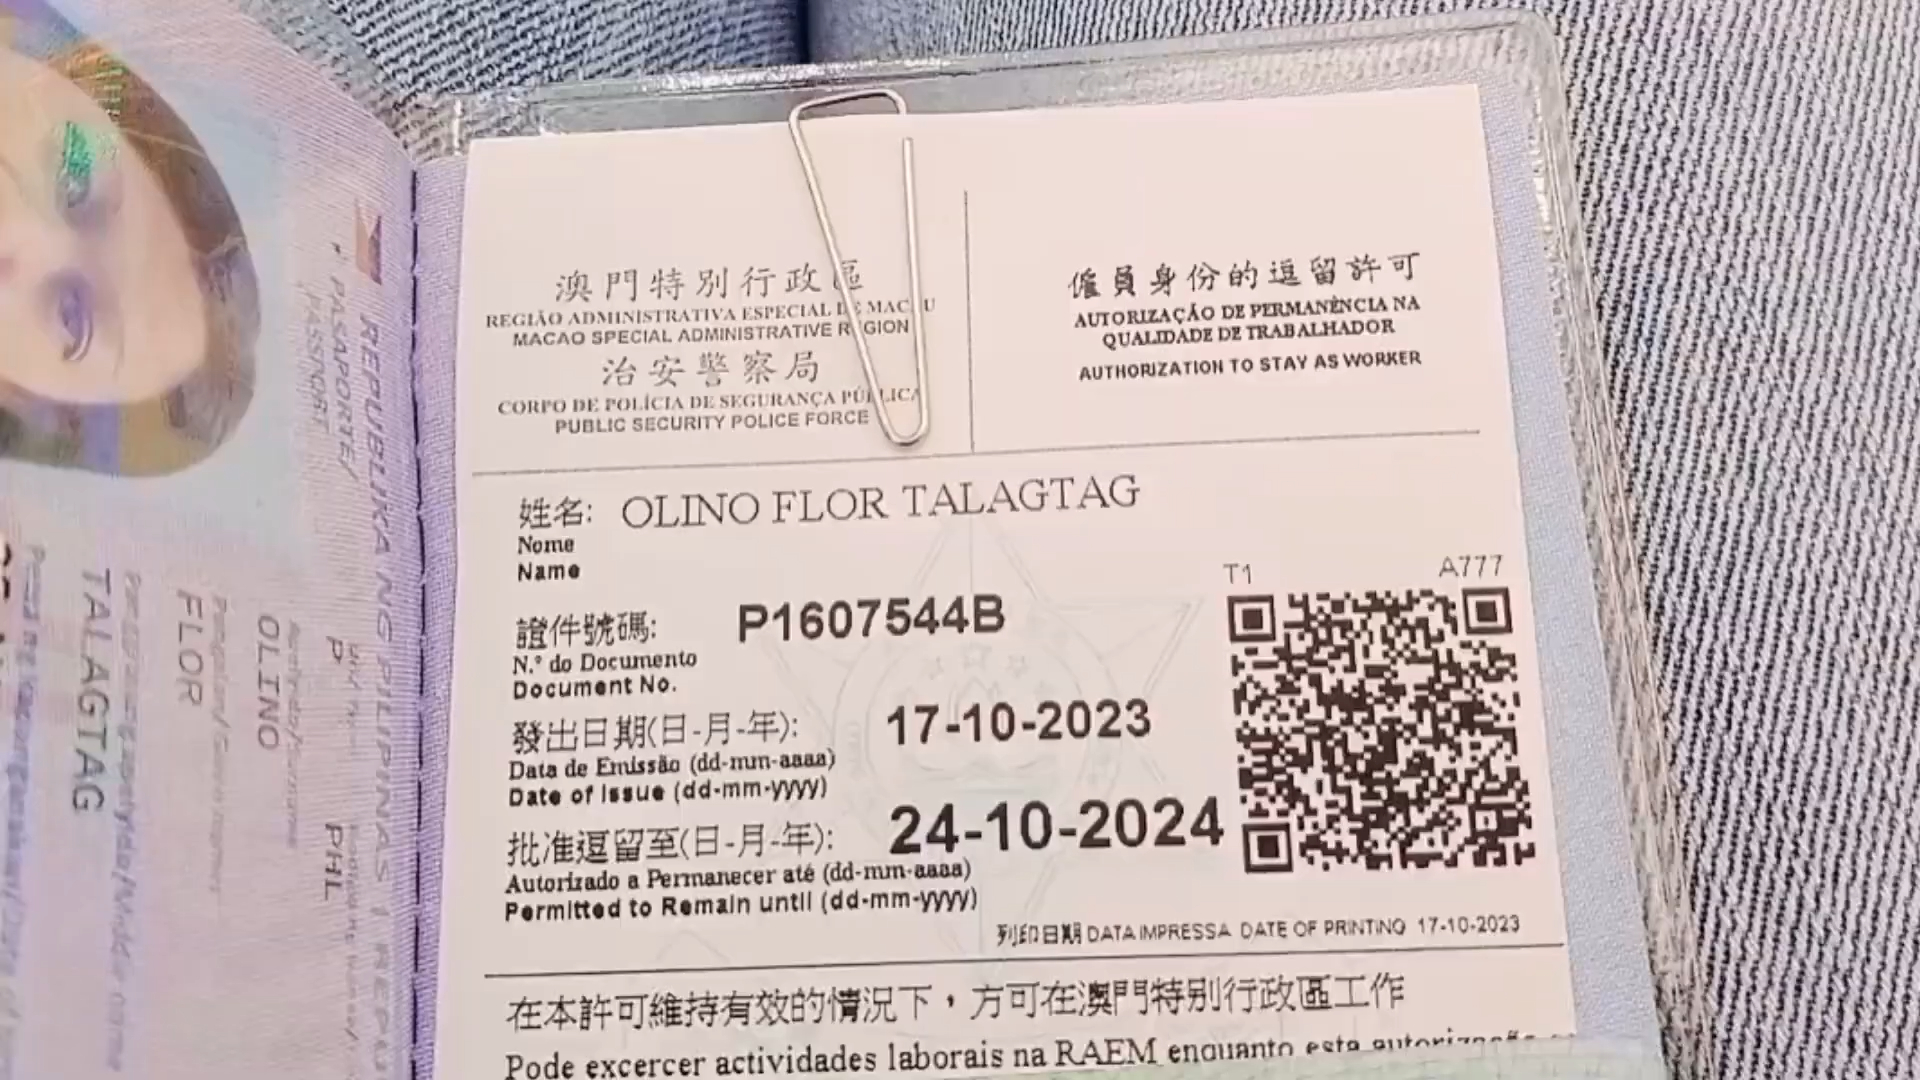 澳門特別行政區
REGIÃO ADMINISTRATIVA ESPECIAL DE MACAU
MACAO SPECIAL ADMINISTRATIVE REGION
治安警察局
CORPO DE POLÍCIA DE SEGURANÇA PÚBLICA
PUBLIC SECURITY POLICE FORCE
僱員身份的逗留許可
AUTORIZAÇÃO DE PERMANÊNCIA NA
QUALIDADE DE TRABALHADOR
AUTHORIZATION TO STAY AS WORKER
姓名: OLINO FLOR TALAGTAG
Nome
Name
T1 A777
證件號碼: P1607544B
N.º do Documento
Document No.
發出日期(日-月-年): 17-10-2023
Data de Emissão (dd-mm-aaaa)
Date of Issue (dd-mm-yyyy)
批准逗留至(日-月-年): 24-10-2024
Autorizado a Permanecer até (dd-mm-aaaa)
Permitted to Remain until (dd-mm-yyyy)
列印日期 DATA IMPRESSA DATE OF PRINTING 17-10-2023
在本許可維持有效的情況下，方可在澳門特別行政區工作
Pode excercer actividades laborais na RAEM enquanto esta
REPUBLIKA NG PILIPINAS
PASAPORTE/
PASSPORT
P
PHL
OLINO
FLOR
TALAGTAG